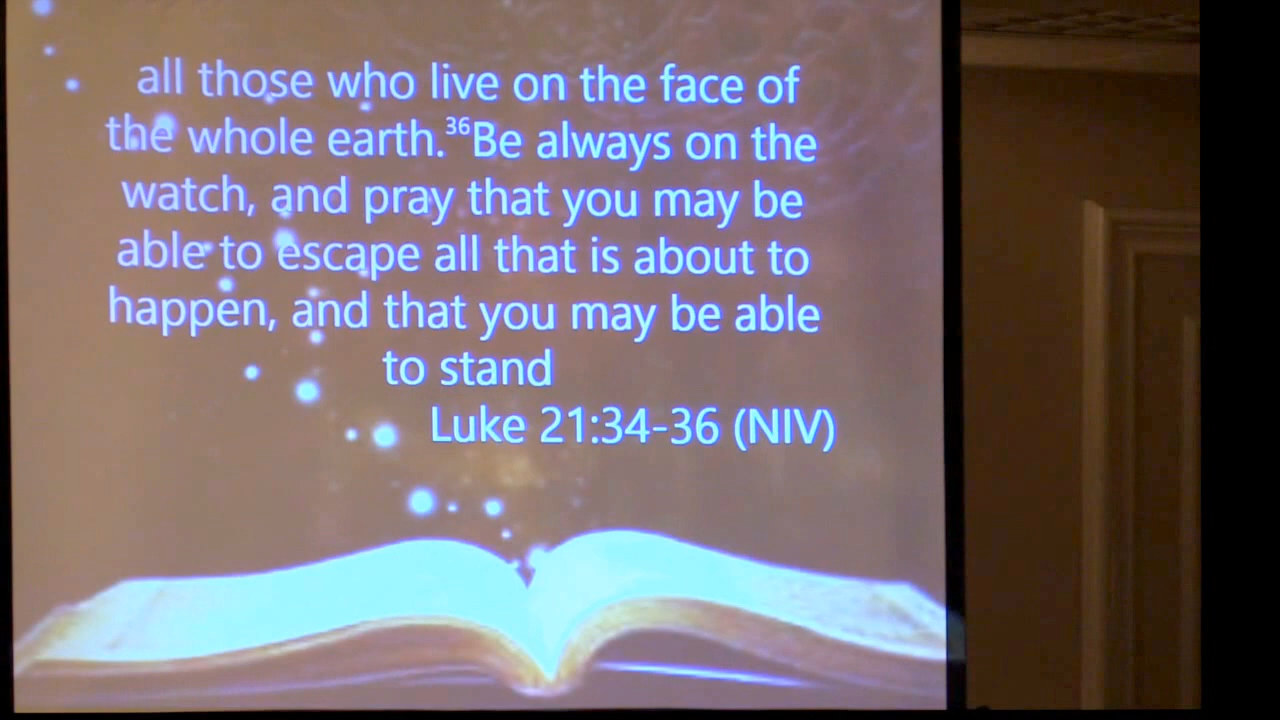 all those who live on the face of
the whole earth.³⁶Be always on the
watch, and pray that you may be
able to escape all that is about to
happen, and that you may be able
to stand
Luke 21:34-36 (NIV)